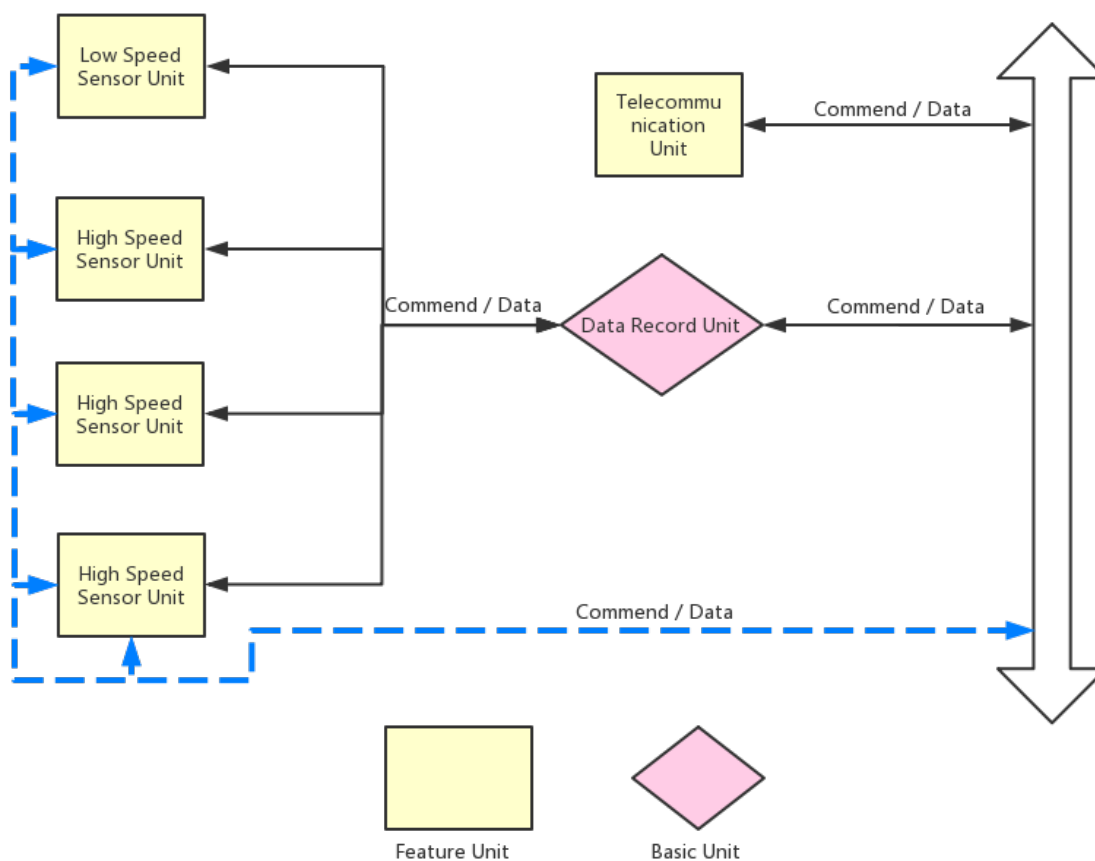 Low Speed
Sensor Unit
Telecommu
nication
Unit
Commend / Data
High Speed
Sensor Unit
Commend / Data
Data Record Unit
Commend / Data
High Speed
Sensor Unit
High Speed
Sensor Unit
Commend / Data
Feature Unit
Basic Unit